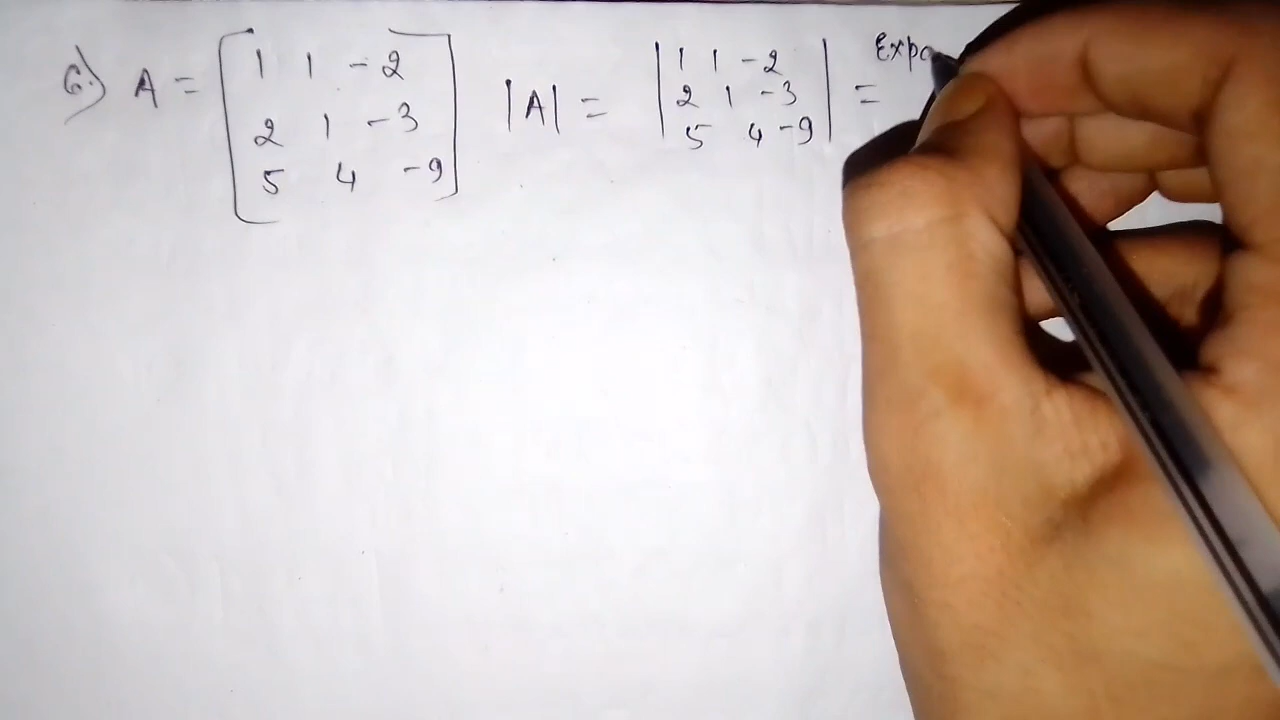 6.) A = [ 1 1 -2 |A| = | 1 1 -2 | = Expa
2 1 -3 2 1 -3
5 4 -9 ] 5 4 -9